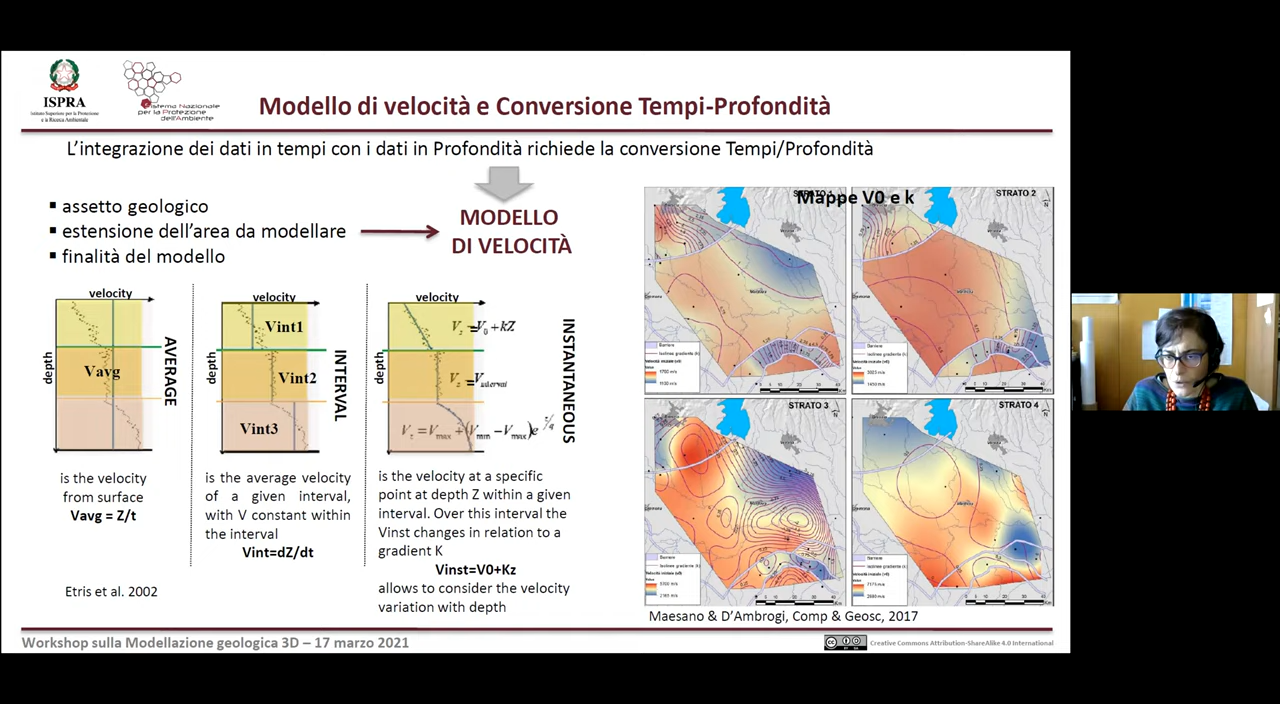 ISPRA
Istituto Superiore per la Protezione
e la Ricerca Ambientale
Sistema Nazionale
per la Protezione
dell'Ambiente
Modello di velocità e Conversione Tempi-Profondità
L'integrazione dei dati in tempi con i dati in Profondità richiede la conversione Tempi/Profondità
▪ assetto geologico
▪ estensione dell'area da modellare
▪ finalità del modello
MODELLO
DI VELOCITÀ
velocity
depth
Vavg
AVERAGE
is the velocity
from surface
Vavg = Z/t
Etris et al. 2002
velocity
depth
Vint1
Vint2
Vint3
INTERVAL
is the average velocity
of a given interval,
with V constant within
the interval
Vint=dZ/dt
velocity
depth
INSTANTANEOUS
is the velocity at a specific
point at depth Z within a given
interval. Over this interval the
Vinst changes in relation to a
gradient K
Vinst=V0+Kz
allows to consider the velocity
variation with depth
Mappe V0 e k
STRATO 2
STRATO 3
STRATO 4
Maesano & D'Ambrogi, Comp & Geosc, 2017
Workshop sulla Modellazione geologica 3D – 17 marzo 2021
Creative Commons Attribution-ShareAlike 4.0 International